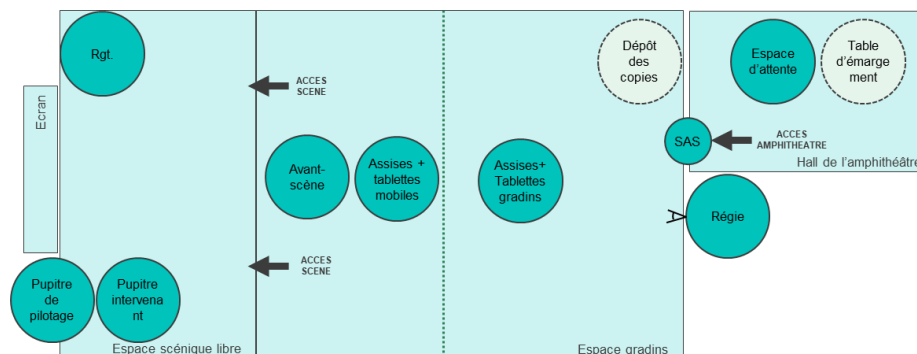 Rgt.
Ecran
ACCES
SCENE
Avant-
scène
Assises +
tablettes
mobiles
ACCES
SCENE
Pupitre
de
pilotage
Pupitre
intervena
nt
Espace scénique libre
Assises+
Tablettes
gradins
Dépôt
des
copies
Espace gradins
Espace
d'attente
Table
d'émarge
ment
SAS
ACCES
AMPHITHEATRE
Hall de l'amphithéâtre
Régie
A